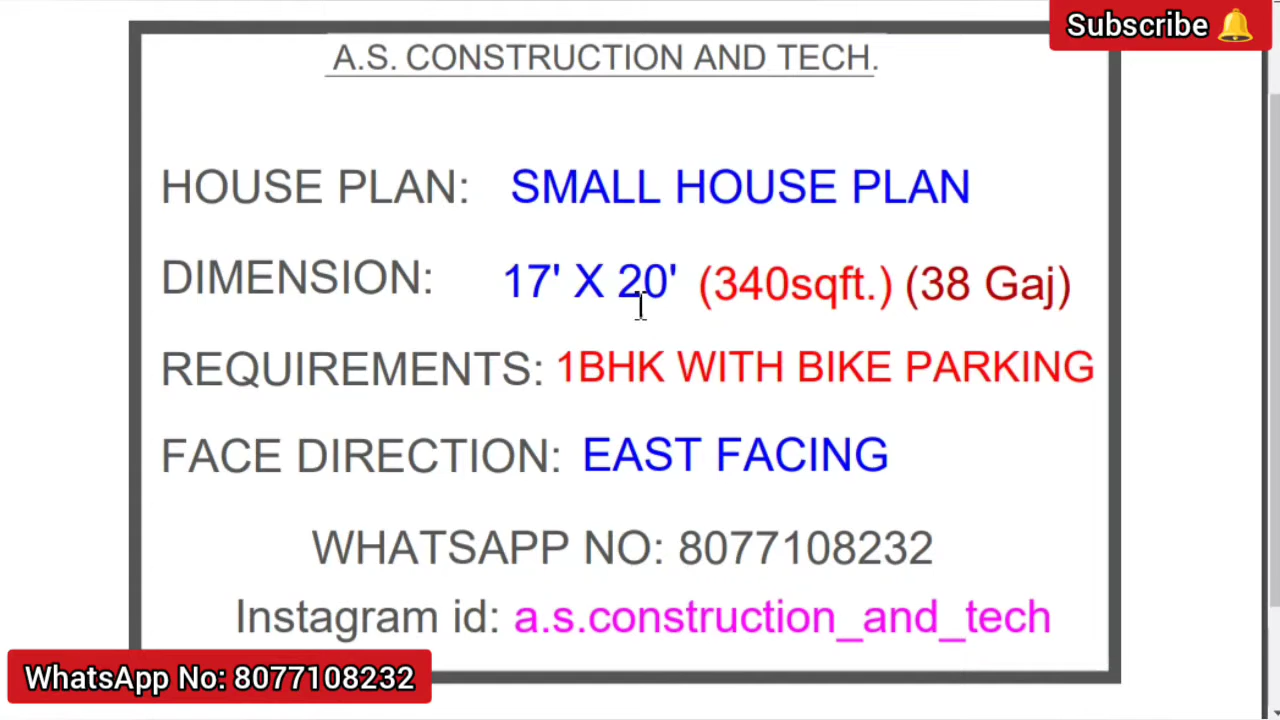 Subscribe 🔔
A.S. CONSTRUCTION AND TECH.
HOUSE PLAN: SMALL HOUSE PLAN
DIMENSION: 17' X 20' (340sqft.) (38 Gaj)
REQUIREMENTS: 1BHK WITH BIKE PARKING
FACE DIRECTION: EAST FACING
WHATSAPP NO: 8077108232
Instagram id: a.s.construction_and_tech
WhatsApp No: 8077108232